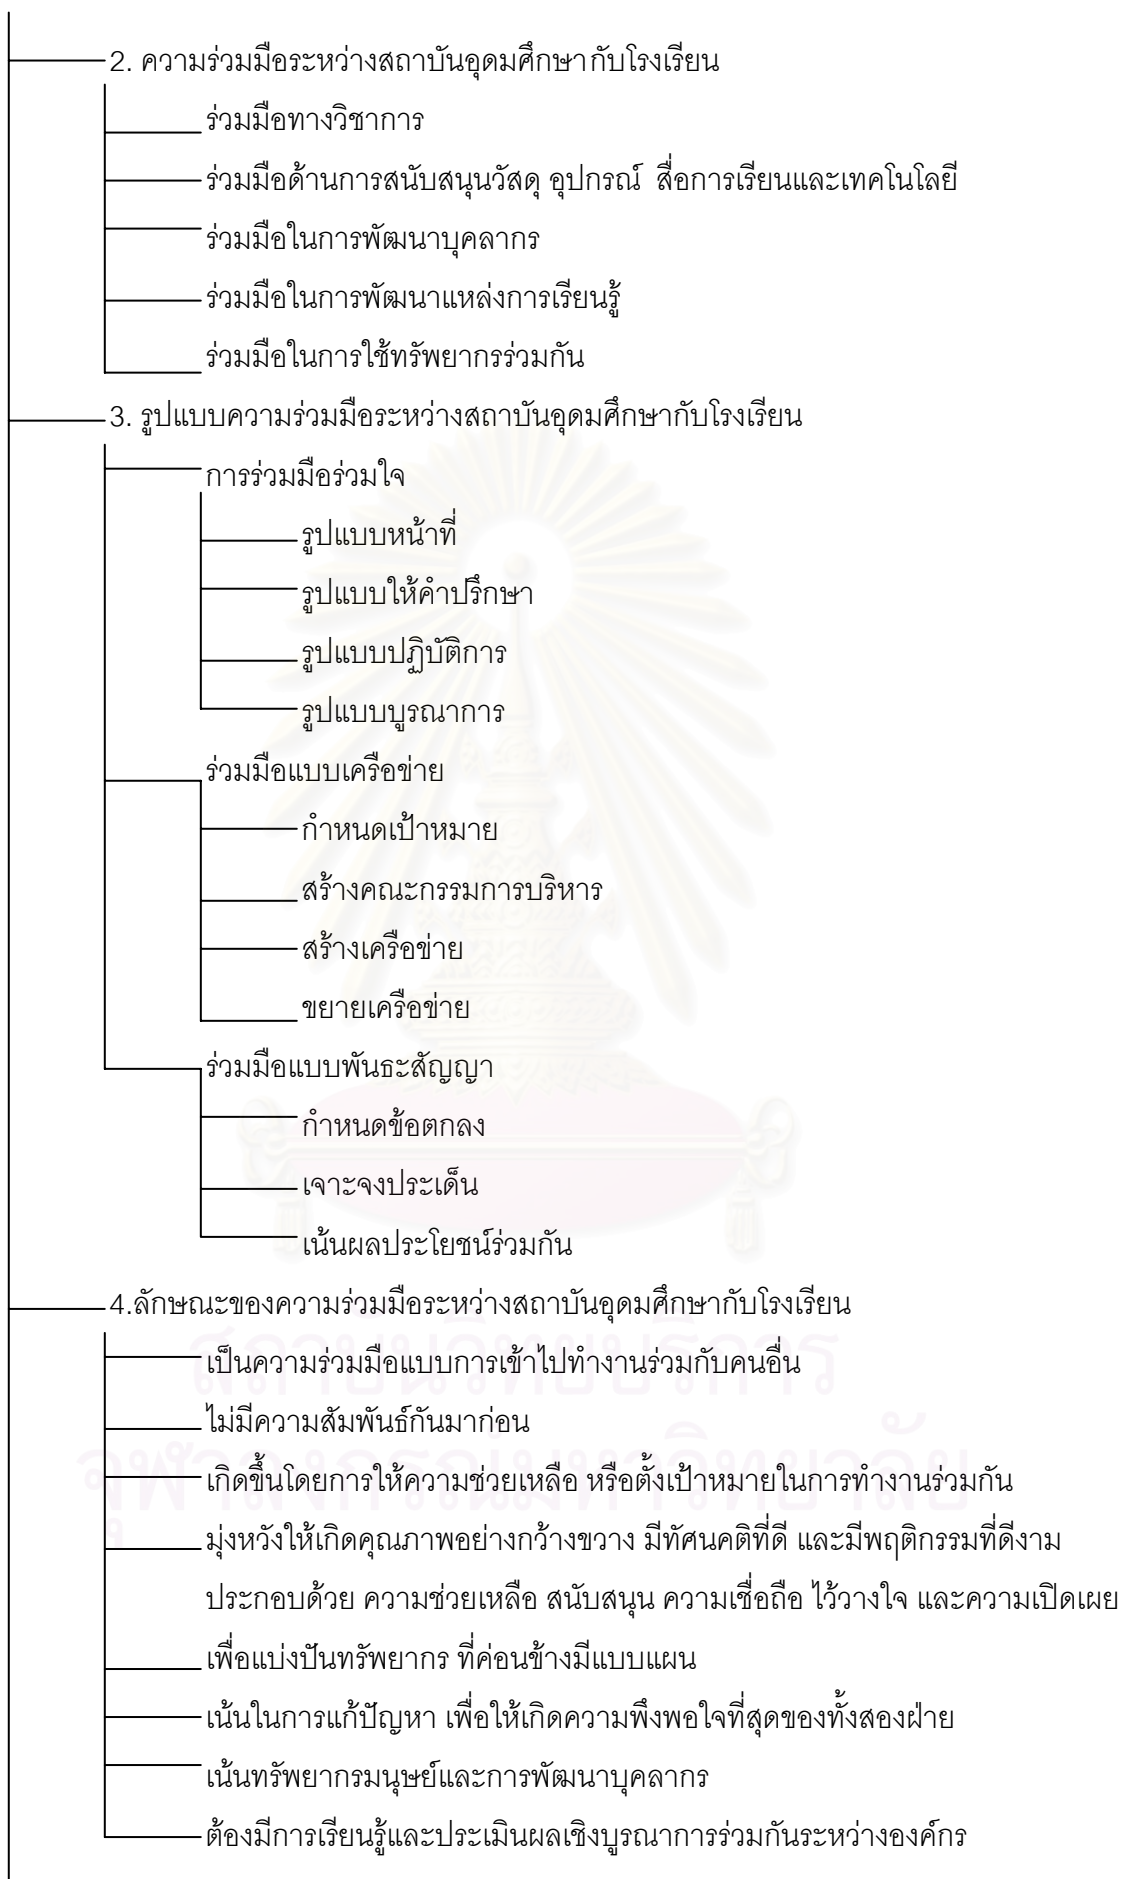 2. ความร่วมมือระหว่างสถาบันอุดมศึกษากับโรงเรียน
ร่วมมือทางวิชาการ
ร่วมมือด้านการสนับสนุนวัสดุ อุปกรณ์ สื่อการเรียนและเทคโนโลยี
ร่วมมือในการพัฒนาบุคลากร
ร่วมมือในการพัฒนาแหล่งการเรียนรู้
ร่วมมือในการใช้ทรัพยากรร่วมกัน
3. รูปแบบความร่วมมือระหว่างสถาบันอุดมศึกษากับโรงเรียน
การร่วมมือร่วมใจ
รูปแบบหน้าที่
รูปแบบให้คำปรึกษา
รูปแบบปฏิบัติการ
รูปแบบบูรณาการ
ร่วมมือแบบเครือข่าย
กำหนดเป้าหมาย
สร้างคณะกรรมการบริหาร
สร้างเครือข่าย
ขยายเครือข่าย
ร่วมมือแบบพันธะสัญญา
กำหนดข้อตกลง
เจาะจงประเด็น
เน้นผลประโยชน์ร่วมกัน
4.ลักษณะของความร่วมมือระหว่างสถาบันอุดมศึกษากับโรงเรียน
สถาบันวิทยบริการ
เป็นความร่วมมือแบบการเข้าไปทำงานร่วมกับคนอื่น
ไม่มีความสัมพันธ์กันมาก่อน
จุฬาลงกรณ์มหาวิทยาลัย
เกิดขึ้นโดยการให้ความช่วยเหลือ หรือตั้งเป้าหมายในการทำงานร่วมกัน
มุ่งหวังให้เกิดคุณภาพอย่างกว้างขวาง มีทัศนคติที่ดี และมีพฤติกรรมที่ดีงาม
ประกอบด้วย ความช่วยเหลือ สนับสนุน ความเชื่อถือ ไว้วางใจ และความเปิดเผย
เพื่อแบ่งปันทรัพยากร ที่ค่อนข้างมีแบบแผน
เน้นในการแก้ปัญหา เพื่อให้เกิดความพึงพอใจที่สุดของทั้งสองฝ่าย
เน้นทรัพยากรมนุษย์และการพัฒนาบุคลากร
ต้องมีการเรียนรู้และประเมินผลเชิงบูรณาการร่วมกันระหว่างองค์กร